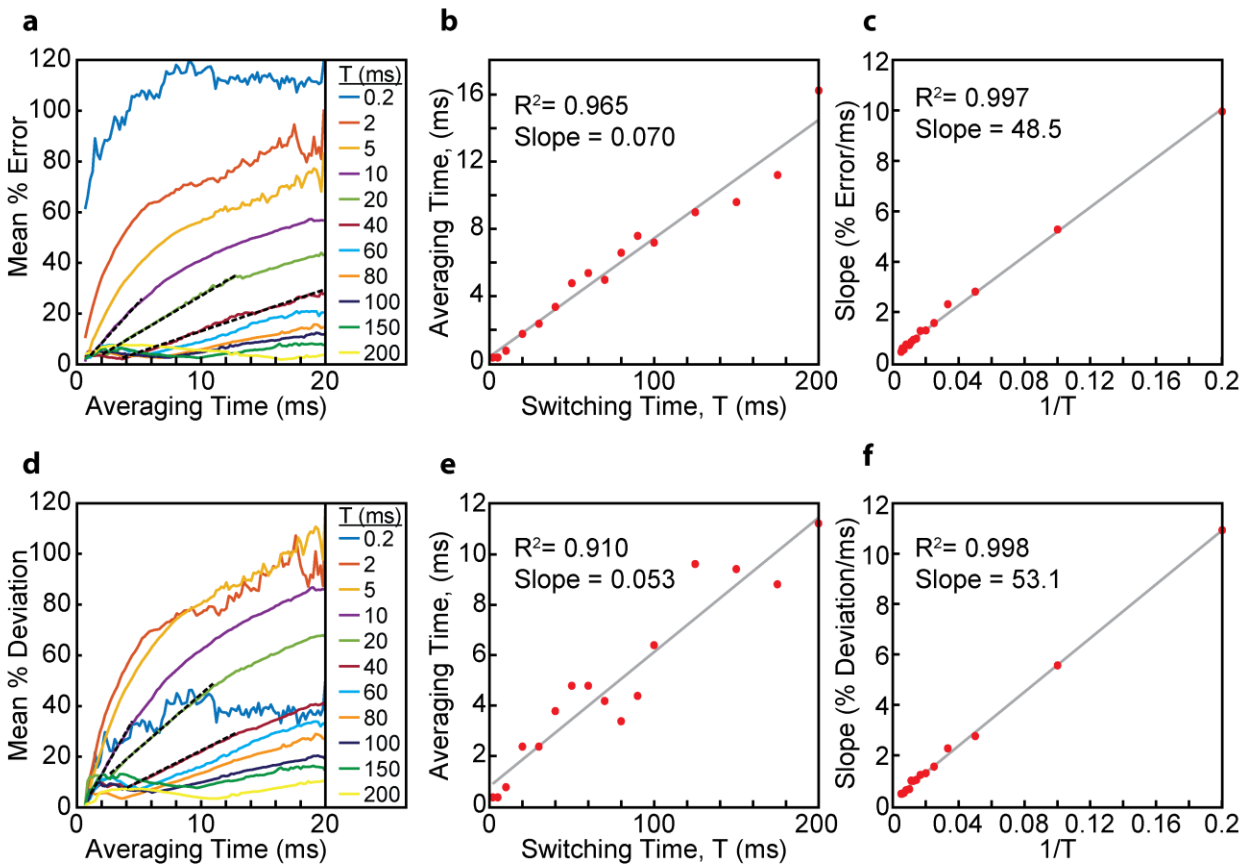 a
120
100
80
60
40
20
0
Mean % Error
0
10
20
Averaging Time (ms)
T (ms)
0.2
2
5
10
20
40
60
80
100
150
200
b
16
12
8
4
0
Averaging Time, (ms)
R²= 0.965
Slope = 0.070
0
100
200
Switching Time, T (ms)
c
12
10
8
6
4
2
0
Slope (% Error/ms)
R²= 0.997
Slope = 48.5
0 0.04 0.08 0.12 0.16 0.2
1/T
d
120
100
80
60
40
20
0
Mean % Deviation
0
10
20
Averaging Time (ms)
T (ms)
0.2
2
5
10
20
40
60
80
100
150
200
e
12
10
8
6
4
2
0
Averaging Time, (ms)
R²= 0.910
Slope = 0.053
0
100
200
Switching Time, T (ms)
f
12
10
8
6
4
2
0
Slope (% Deviation/ms)
R²= 0.998
Slope = 53.1
0 0.04 0.08 0.12 0.16 0.2
1/T